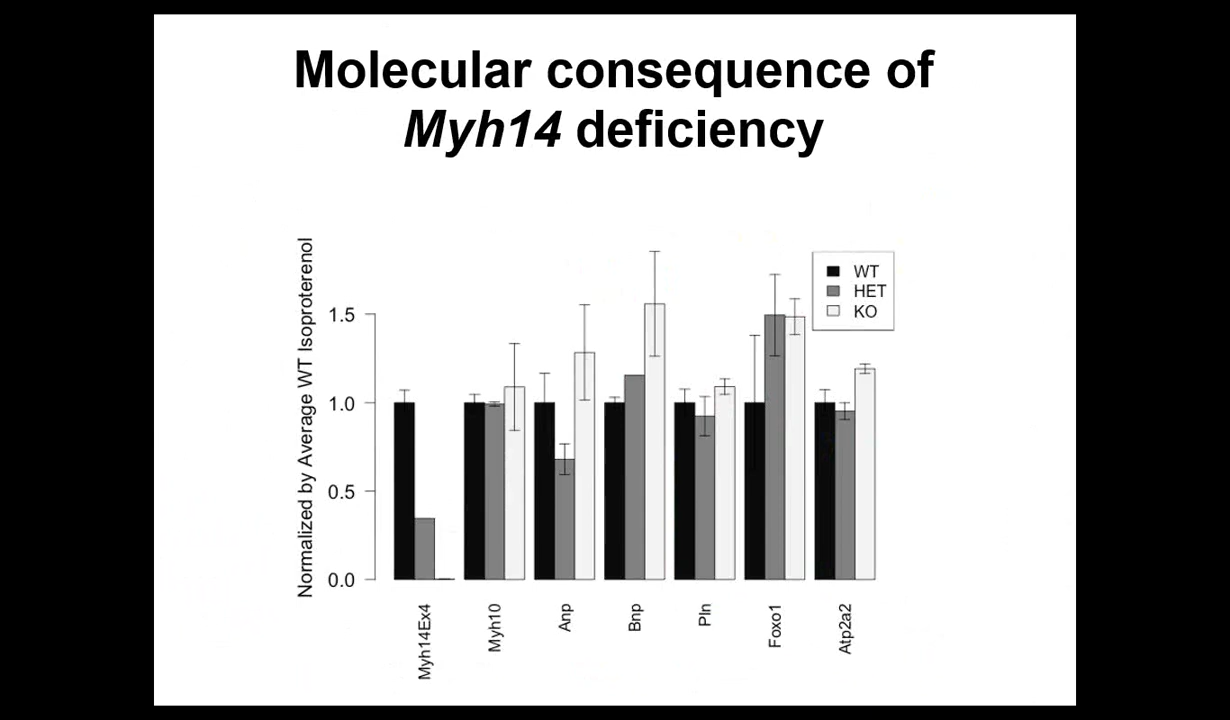 Molecular consequence of
Myh14 deficiency
Normalized by Average WT Isoproterenol
1.5
1.0
0.5
0.0
WT
HET
KO
Myh14Ex4
Myh10
Anp
Bnp
Pln
Foxo1
Atp2a2